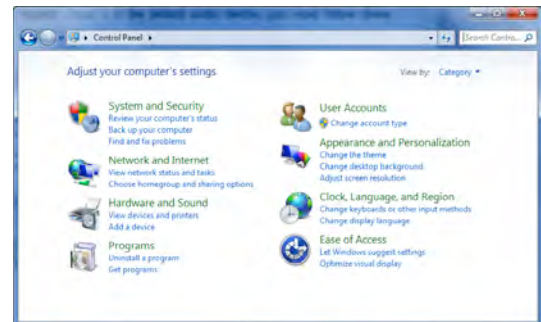 Control Panel
Search Contro...
Adjust your computer's settings
View by: Category
System and Security
Review your computer's status
Back up your computer
Find and fix problems
Network and Internet
View network status and tasks
Choose homegroup and sharing options
Hardware and Sound
View devices and printers
Add a device
Programs
Uninstall a program
Get programs
User Accounts
Change account type
Appearance and Personalization
Change the theme
Change desktop background
Adjust screen resolution
Clock, Language, and Region
Change keyboards or other input methods
Change display language
Ease of Access
Let Windows suggest settings
Optimize visual display